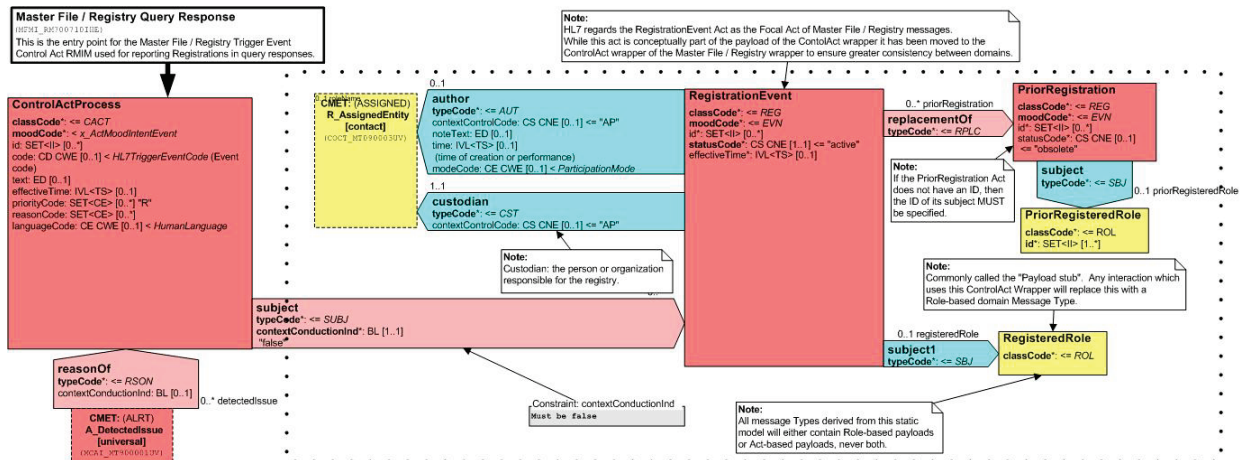 Master File / Registry Query Response
(MFMI_RM700710IUE)
This is the entry point for the Master File / Registry Trigger Event
Control Act RMIM used for reporting Registrations in query responses.
Note:
HL7 regards the RegistrationEvent Act as the Focal Act of Master File / Registry messages.
While this act is conceptually part of the payload of the ContolAct wrapper it has been moved to the
ControlAct wrapper of the Master File / Registry wrapper to ensure greater consistency between domains.
ControlActProcess
classCode*: <= CACT
moodCode*: < x_ActMoodIntentEvent
id: SET<II> [0..*]
code: CD CWE [0..1] < HL7TriggerEventCode (Event
code)
text: ED [0..1]
effectiveTime: IVL<TS> [0..1]
priorityCode: SET<CE> [0..*] "R"
reasonCode: SET<CE> [0..*]
languageCode: CE CWE [0..1] < HumanLanguage
CMET: (ASSIGNED)
R_AssignedEntity
[contact]
(COCT_MT090003UV)
0..1
author
typeCode*: <= AUT
contextControlCode: CS CNE [0..1] <= "AP"
noteText: ED [0..1]
time: IVL<TS> [0..1]
(time of creation or performance)
modeCode: CE CWE [0..1] < ParticipationMode
1..1
custodian
typeCode*: <= CST
contextControlCode: CS CNE [0..1] <= "AP"
Note:
Custodian: the person or organization
responsible for the registry.
RegistrationEvent
classCode*: <= REG
moodCode*: <= EVN
id*: SET<II> [0..*]
statusCode*: CS CNE [1..1] <= "active"
effectiveTime*: IVL<TS> [0..1]
0..* priorRegistration
replacementOf
typeCode*: <= RPLC
PriorRegistration
classCode*: <= REG
moodCode*: <= EVN
id*: SET<II> [0..*]
statusCode*: CS CNE [0..1]
<= "obsolete"
Note:
If the PriorRegistration Act
does not have an ID, then
the ID of its subject MUST
be specified.
subject
typeCode*: <= SBJ
0..1 priorRegisteredRole
PriorRegisteredRole
classCode*: <= ROL
id*: SET<II> [1..*]
Note:
Commonly called the "Payload stub". Any interaction which
uses this ControlAct Wrapper will replace this with a
Role-based domain Message Type.
subject
typeCode*: <= SUBJ
contextConductionInd*: BL [1..1]
"false"
0..1 registeredRole
subject1
typeCode*: <= SBJ
RegisteredRole
classCode*: <= ROL
reasonOf
typeCode*: <= RSON
contextConductionInd: BL [0..1]
0..* detectedIssue
CMET: (ALRT)
A_DetectedIssue
[universal]
(MCAI_MT900001UV)
Constraint: contextConductionInd
Must be false
Note:
All message Types derived from this static
model will either contain Role-based payloads
or Act-based payloads, never both.